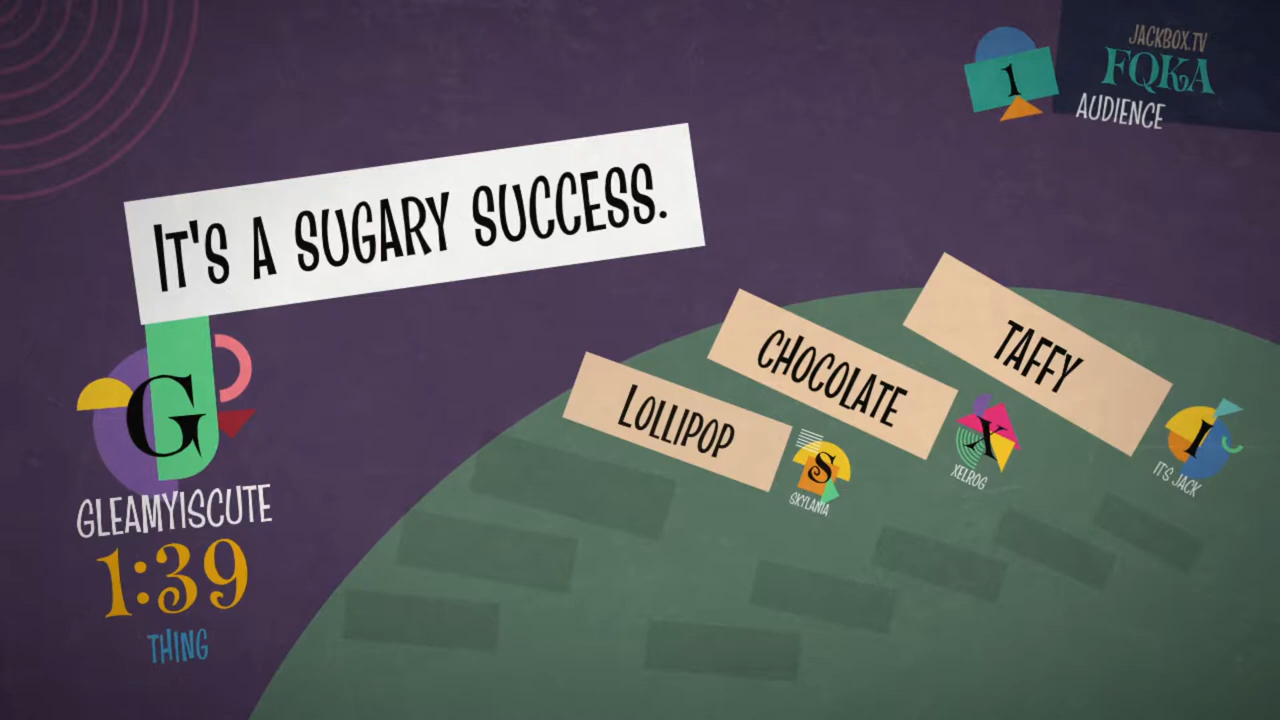 JACKBOX.TV
FQKA
1
AUDIENCE
IT'S A SUGARY SUCCESS.
TAFFY
CHOCOLATE
LOLLIPOP
G
S
X
I
SKYLANIA
XELROG
IT'S JACK
GLEAMYISCUTE
1:39
THING